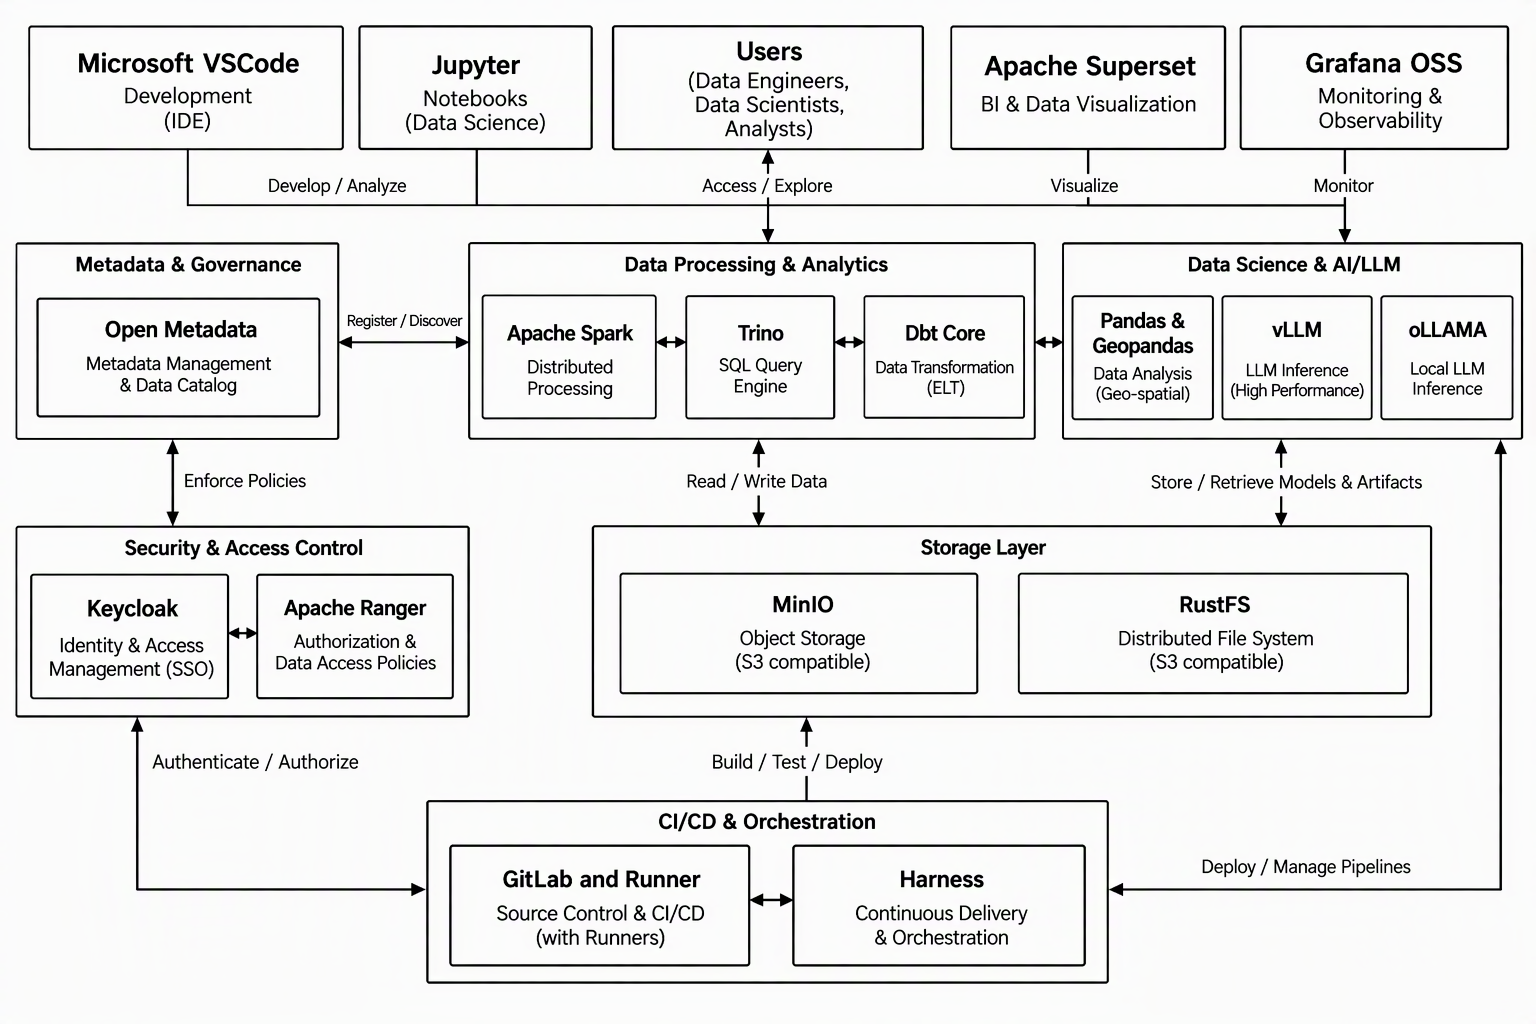 Microsoft VSCode
Development
(IDE)
Jupyter
Notebooks
(Data Science)
Users
(Data Engineers,
Data Scientists,
Analysts)
Apache Superset
BI & Data Visualization
Grafana OSS
Monitoring &
Observability
Develop / Analyze
Access / Explore
Visualize
Monitor
Metadata & Governance
Open Metadata
Metadata Management
& Data Catalog
Register / Discover
Data Processing & Analytics
Apache Spark
Distributed
Processing
Trino
SQL Query
Engine
Dbt Core
Data Transformation
(ELT)
Data Science & AI/LLM
Pandas &
Geopandas
Data Analysis
(Geo-spatial)
vLLM
LLM Inference
(High Performance)
oLLAMA
Local LLM
Inference
Enforce Policies
Read / Write Data
Store / Retrieve Models & Artifacts
Security & Access Control
Keycloak
Identity & Access
Management (SSO)
Apache Ranger
Authorization &
Data Access Policies
Storage Layer
MinIO
Object Storage
(S3 compatible)
RustFS
Distributed File System
(S3 compatible)
Authenticate / Authorize
Build / Test / Deploy
CI/CD & Orchestration
GitLab and Runner
Source Control & CI/CD
(with Runners)
Harness
Continuous Delivery
& Orchestration
Deploy / Manage Pipelines